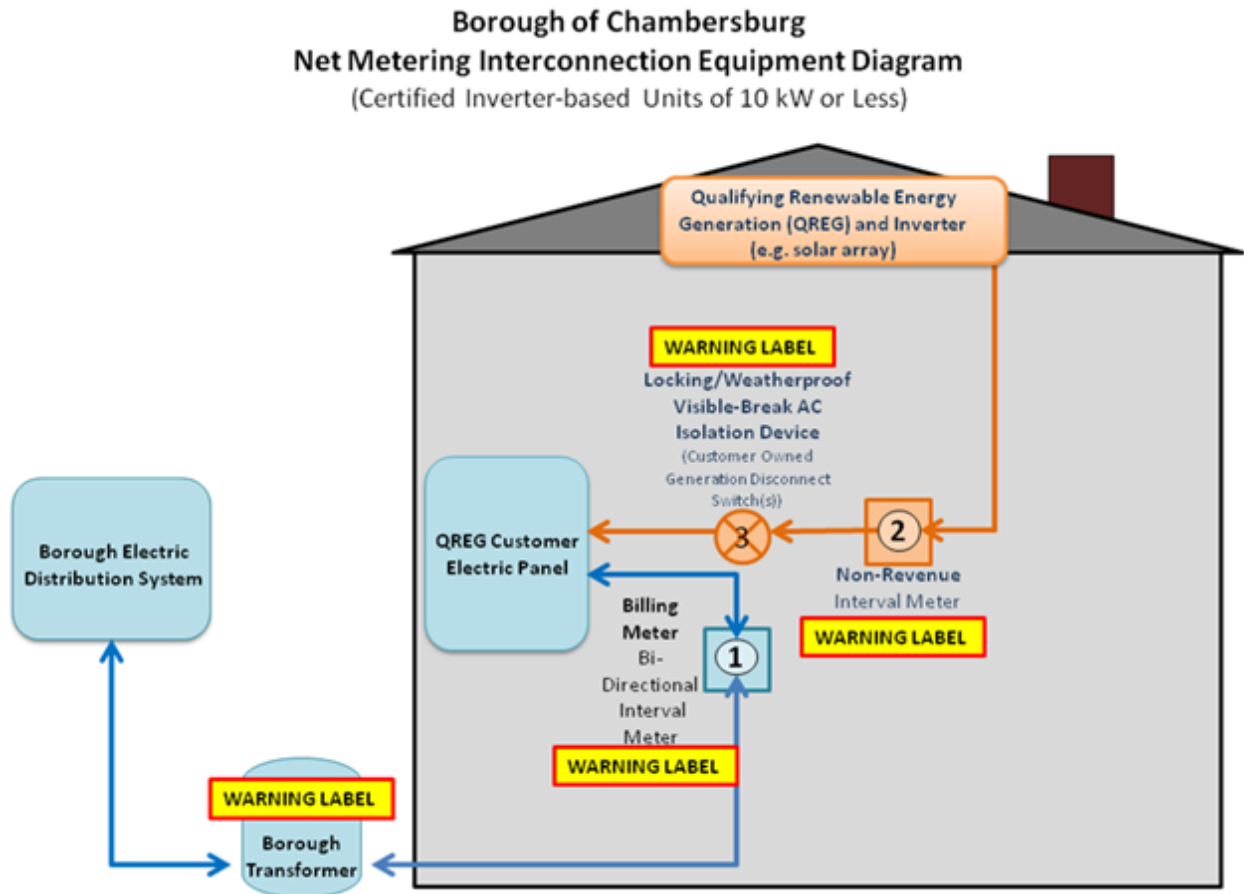 Borough of Chambersburg
Net Metering Interconnection Equipment Diagram
(Certified Inverter-based Units of 10 kW or Less)
Qualifying Renewable Energy
Generation (QREG) and Inverter
(e.g. solar array)
WARNING LABEL
Locking/Weatherproof
Visible-Break AC
Isolation Device
(Customer Owned
Generation Disconnect
Switch(s))
3
2
Non-Revenue
Interval Meter
WARNING LABEL
QREG Customer
Electric Panel
Borough Electric
Distribution System
Billing
Meter
Bi-
Directional
Interval
Meter
1
WARNING LABEL
WARNING LABEL
Borough
Transformer